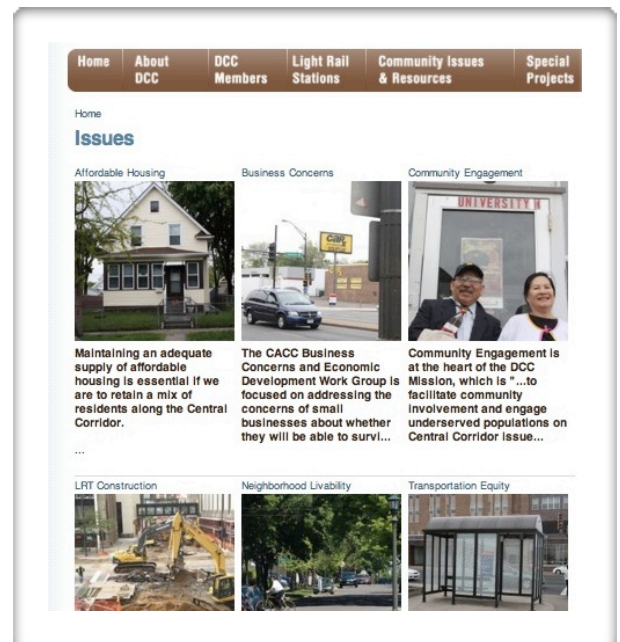 Home About DCC Light Rail Community Issues Special
DCC Members Stations & Resources Projects
Home
Issues
Affordable Housing Business Concerns Community Engagement
UNIVERSITY
Maintaining an adequate
supply of affordable
housing is essential if we
are to retain a mix of
residents along the Central
Corridor.
...
The CACC Business
Concerns and Economic
Development Work Group is
focused on addressing the
concerns of small
businesses about whether
they will be able to survi...
Community Engagement is
at the heart of the DCC
Mission, which is "...to
facilitate community
involvement and engage
underserved populations on
Central Corridor issue...
LRT Construction Neighborhood Livability Transportation Equity